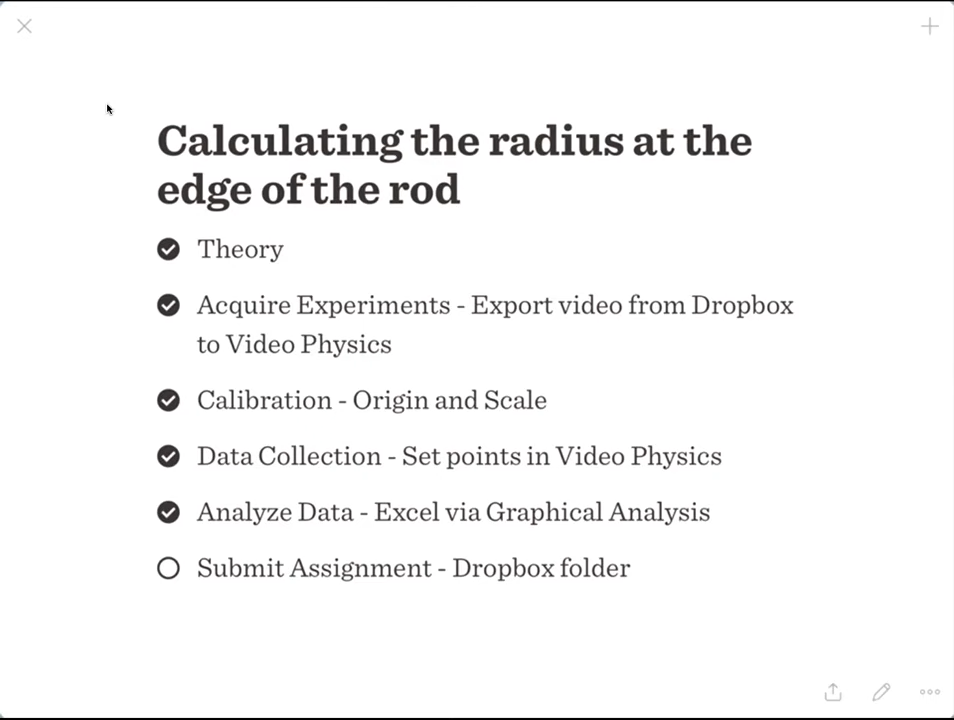 Calculating the radius at the
edge of the rod
Theory
Acquire Experiments - Export video from Dropbox
to Video Physics
Calibration - Origin and Scale
Data Collection - Set points in Video Physics
Analyze Data - Excel via Graphical Analysis
Submit Assignment - Dropbox folder